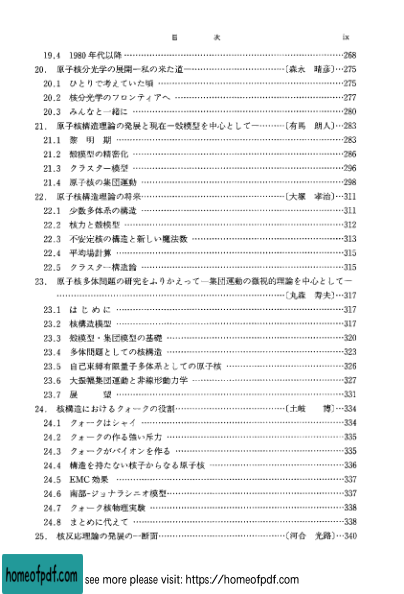 目 次 ix
19.4 1980年代以降 …… 268
20. 原子核分光学の展開—私の来た道 …… 〔森永 晴彦〕… 275
20.1 ひとりで考えていた頃 …… 275
20.2 核分光学のフロンティアへ …… 277
20.3 みんなと一緒に …… 280
21. 原子核構造理論の発展と現在—殻模型を中心として— …… 〔有馬 朗人〕… 283
21.1 黎 明 期 …… 283
21.2 殻模型の精密化 …… 286
21.3 クラスター模型 …… 296
21.4 原子核の集団運動 …… 298
22. 原子核構造理論の将来 …… 〔大塚 孝治〕… 311
22.1 少数多体系の構造 …… 311
22.2 核力と殻模型 …… 312
22.3 不安定核の構造と新しい魔法数 …… 313
22.4 平均場計算 …… 315
22.5 クラスター構造論 …… 315
23. 原子核多体問題の研究をふりかえって—集団運動の微視的理論を中心として—
…… 〔丸森 寿夫〕… 317
23.1 はじめに …… 317
23.2 核構造模型 …… 317
23.3 殻模型・集団模型の基礎 …… 320
23.4 多体問題としての核構造 …… 323
23.5 自己束縛有限量子多体系としての原子核 …… 326
23.6 大振幅集団運動と非線形動力学 …… 327
23.7 展 望 …… 331
24. 核構造におけるクォークの役割 …… 〔土岐 博〕… 334
24.1 クォークはシャイ …… 334
24.2 クォークの作る強い斥力 …… 335
24.3 クォークがパイオンを作る …… 335
24.4 構造を持たない核子からなる原子核 …… 336
24.5 EMC効果 …… 337
24.6 南部-ジョナラシニオ模型 …… 337
24.7 クォーク核物理実験 …… 338
24.8 まとめに代えて …… 338
25. 核反応理論の発展の一断面 …… 〔河合 光路〕… 340
homeofpdf.com see more please visit: https://homeofpdf.com